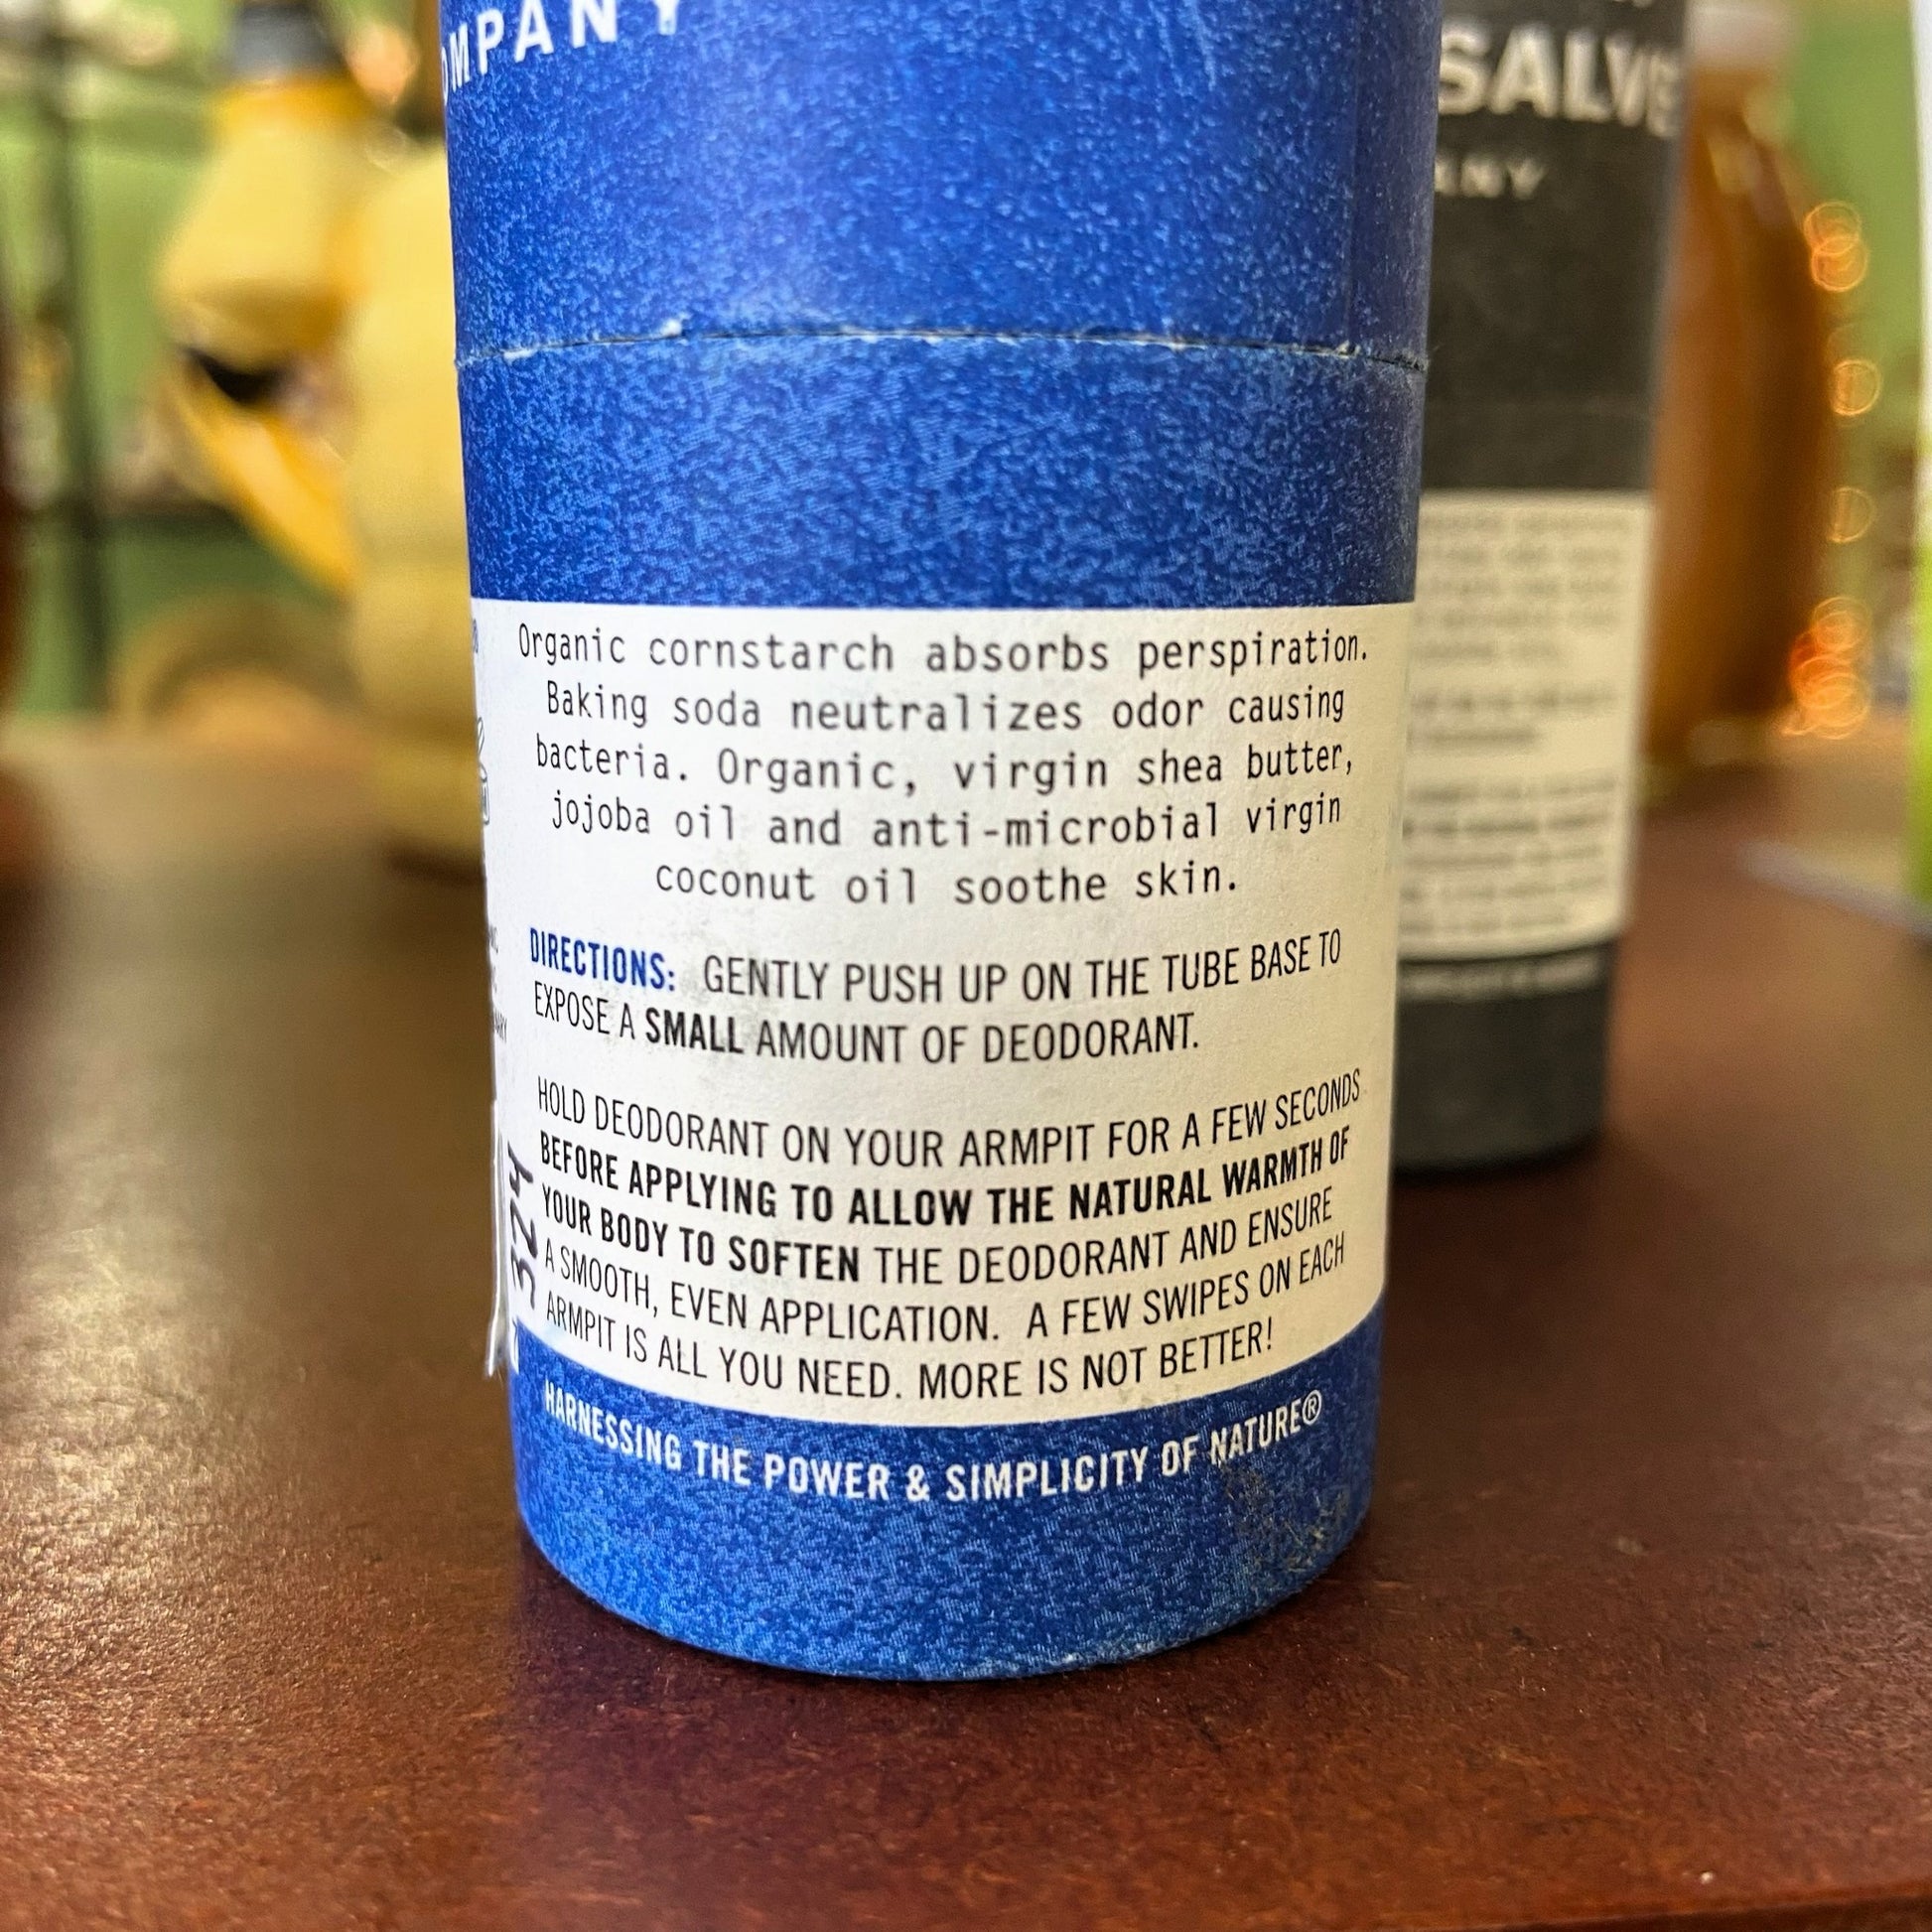 COMPANY
SALVE
Organic cornstarch absorbs perspiration.
Baking soda neutralizes odor causing
bacteria. Organic, virgin shea butter,
jojoba oil and anti-microbial virgin
coconut oil soothe skin.
DIRECTIONS: GENTLY PUSH UP ON THE TUBE BASE TO
EXPOSE A SMALL AMOUNT OF DEODORANT.
HOLD DEODORANT ON YOUR ARMPIT FOR A FEW SECONDS
BEFORE APPLYING TO ALLOW THE NATURAL WARMTH OF
YOUR BODY TO SOFTEN THE DEODORANT AND ENSURE
A SMOOTH, EVEN APPLICATION. A FEW SWIPES ON EACH
ARMPIT IS ALL YOU NEED. MORE IS NOT BETTER!
HARNESSING THE POWER & SIMPLICITY OF NATURE®
324